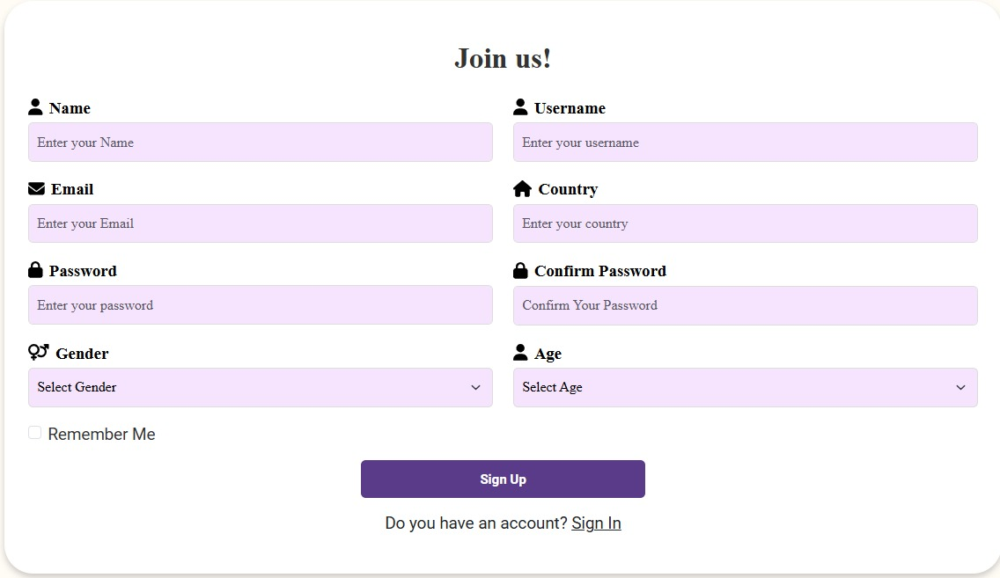 Join us!
Name
Username
Enter your Name
Enter your username
Email
Country
Enter your Email
Enter your country
Password
Confirm Password
Enter your password
Confirm Your Password
Gender
Age
Select Gender
Select Age
Remember Me
Sign Up
Do you have an account? Sign In